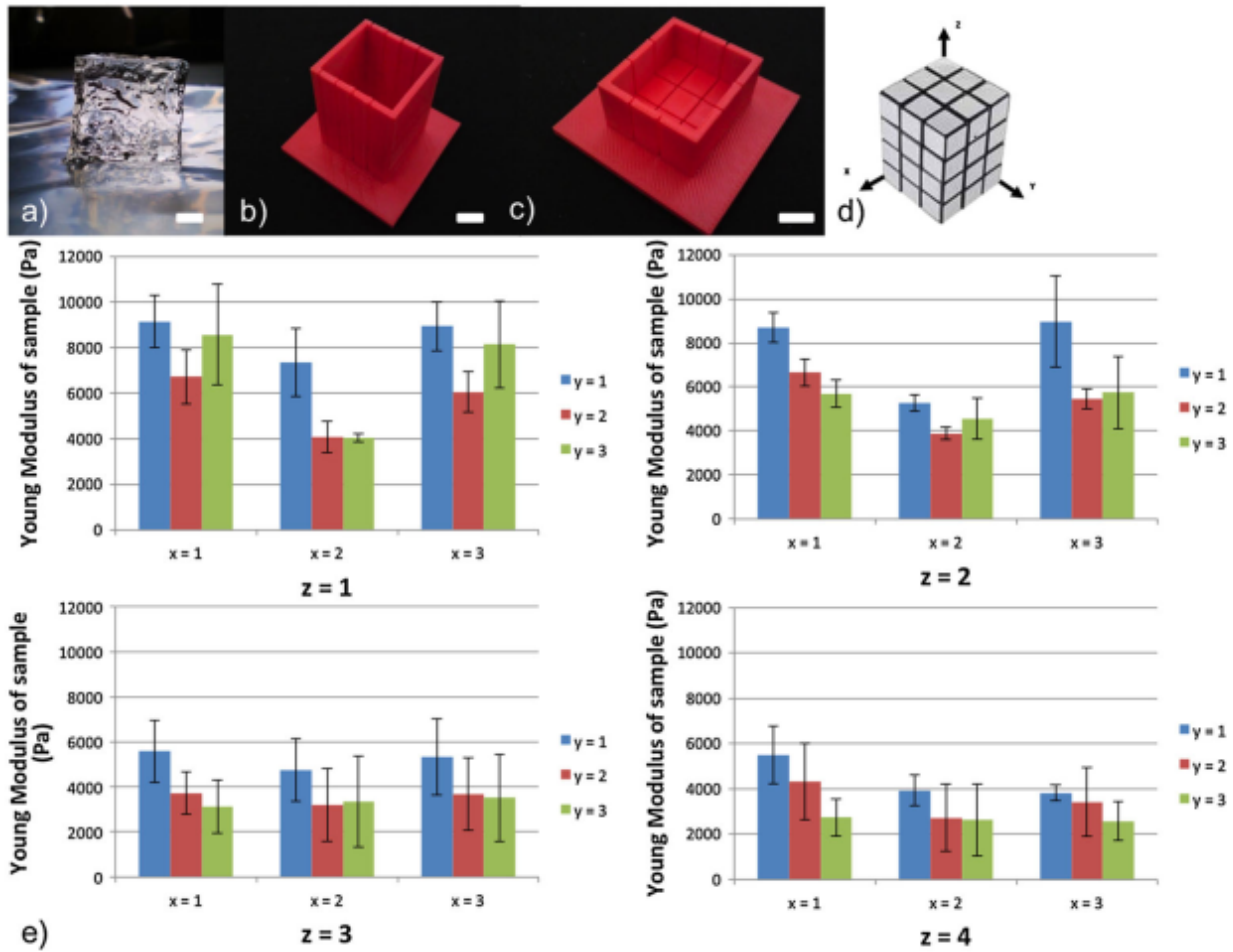 a)
b)
c)
d)
Z
X
Y
Young Modulus of sample (Pa)
12000
10000
8000
6000
4000
2000
0
x = 1
x = 2
x = 3
z = 1
y = 1
y = 2
y = 3
Young Modulus of sample (Pa)
12000
10000
8000
6000
4000
2000
0
x = 1
x = 2
x = 3
z = 2
y = 1
y = 2
y = 3
Young Modulus of sample
(Pa)
12000
10000
8000
6000
4000
2000
0
x = 1
x = 2
x = 3
z = 3
y = 1
y = 2
y = 3
Young Modulus of sample (Pa)
12000
10000
8000
6000
4000
2000
0
x = 1
x = 2
x = 3
z = 4
y = 1
y = 2
y = 3
e)